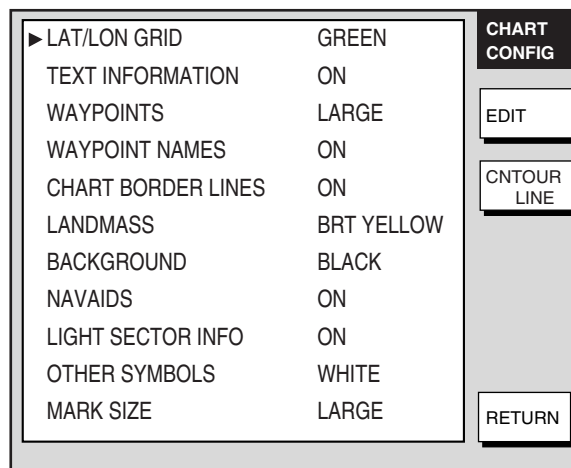 ►LAT/LON GRID GREEN
TEXT INFORMATION ON
WAYPOINTS LARGE
WAYPOINT NAMES ON
CHART BORDER LINES ON
LANDMASS BRT YELLOW
BACKGROUND BLACK
NAVAIDS ON
LIGHT SECTOR INFO ON
OTHER SYMBOLS WHITE
MARK SIZE LARGE
CHART
CONFIG
EDIT
CNTOUR
LINE
RETURN